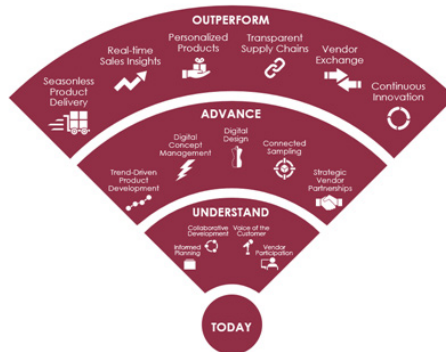 OUTPERFORM
Seasonless
Product
Delivery
Real-time
Sales Insights
Personalized
Products
Transparent
Supply Chains
Vendor
Exchange
Continuous
Innovation
ADVANCE
Trend-Driven
Product
Development
Digital
Concept
Management
Digital
Design
Connected
Sampling
Strategic
Vendor
Partnerships
UNDERSTAND
Informed
Planning
Collaborative
Development
Voice of the
Customer
Vendor
Participation
TODAY